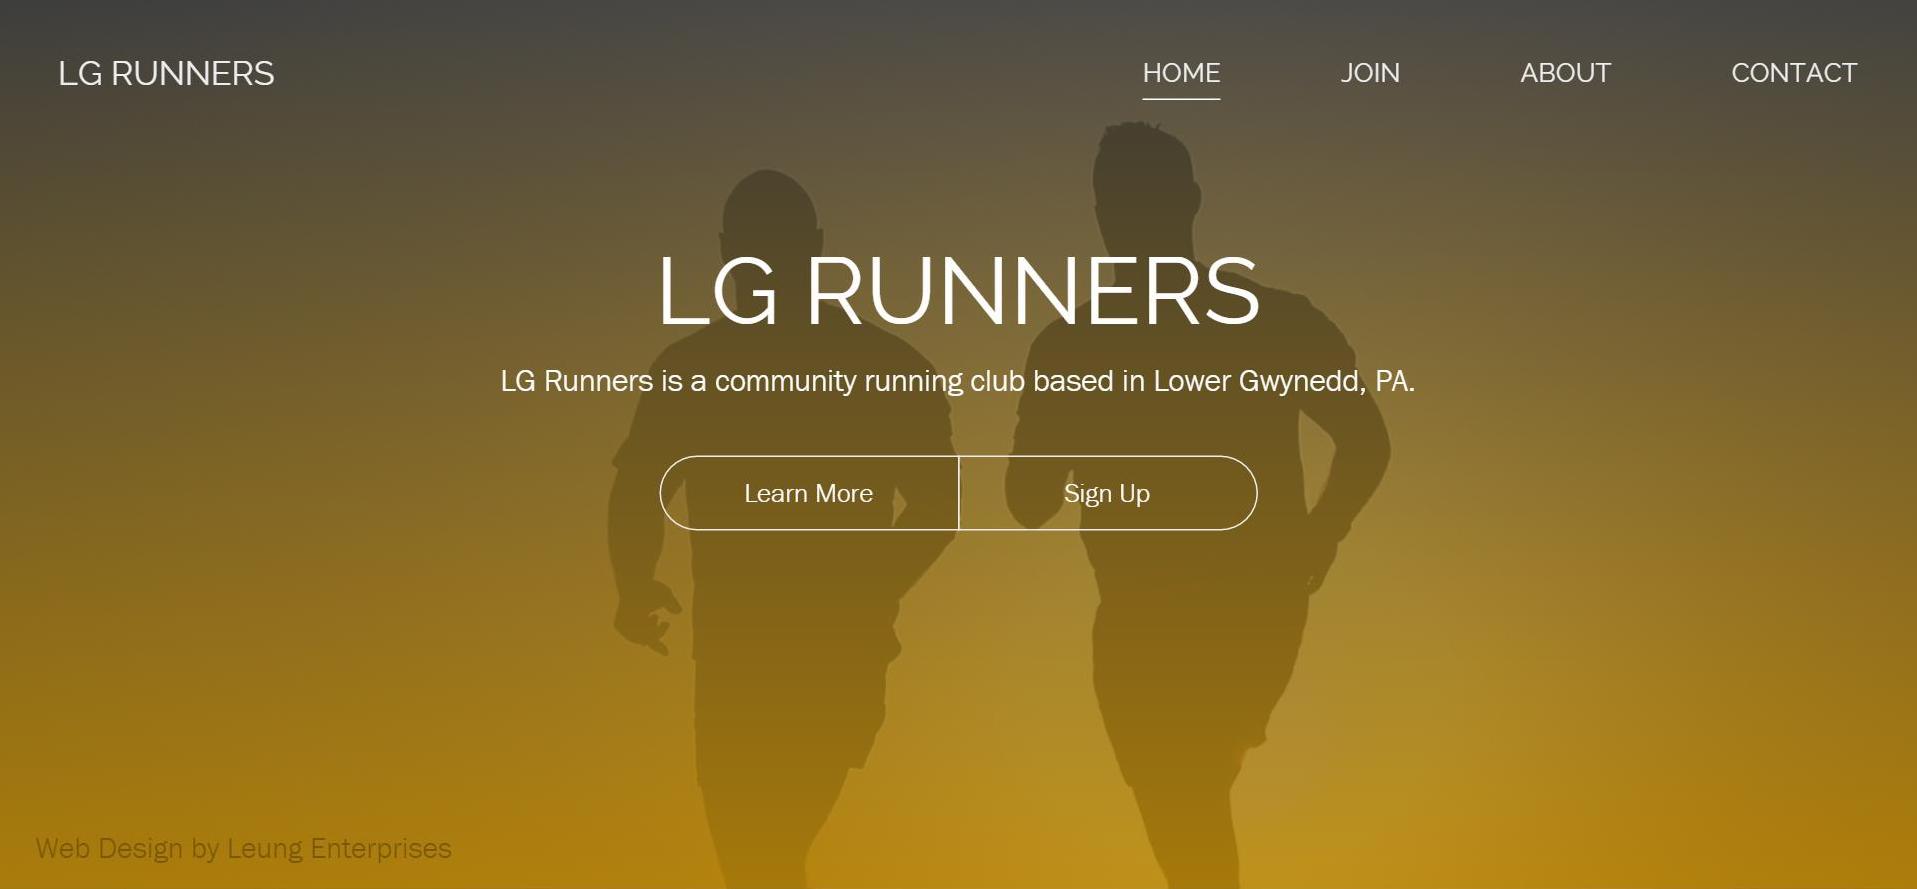 LG RUNNERS
HOME JOIN ABOUT CONTACT
LG RUNNERS
LG Runners is a community running club based in Lower Gwynedd, PA.
Learn More
Sign Up
Web Design by Leung Enterprises